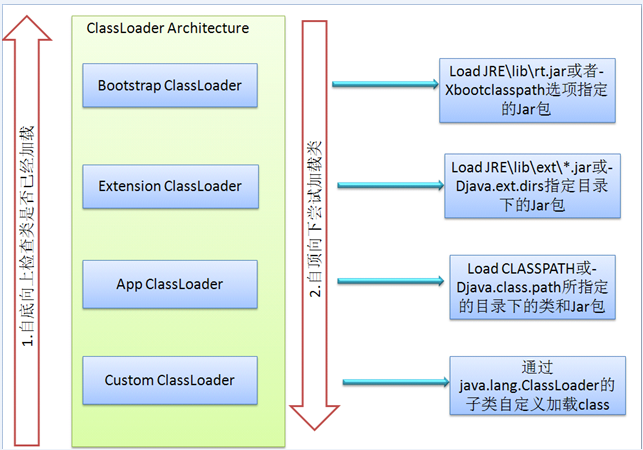 ClassLoader Architecture
Bootstrap ClassLoader
Extension ClassLoader
App ClassLoader
Custom ClassLoader
1.自底向上检查类是否已经加载
2.自顶向下尝试加载类
Load JRE\lib\rt.jar或者-
Xbootclasspath选项指定
的Jar包
Load JRE\lib\ext\*.jar或-
Djava.ext.dirs指定目录
下的Jar包
Load CLASSPATH或-
Djava.class.path所指定
的目录下的类和Jar包
通过
java.lang.ClassLoader的
子类自定义加载class